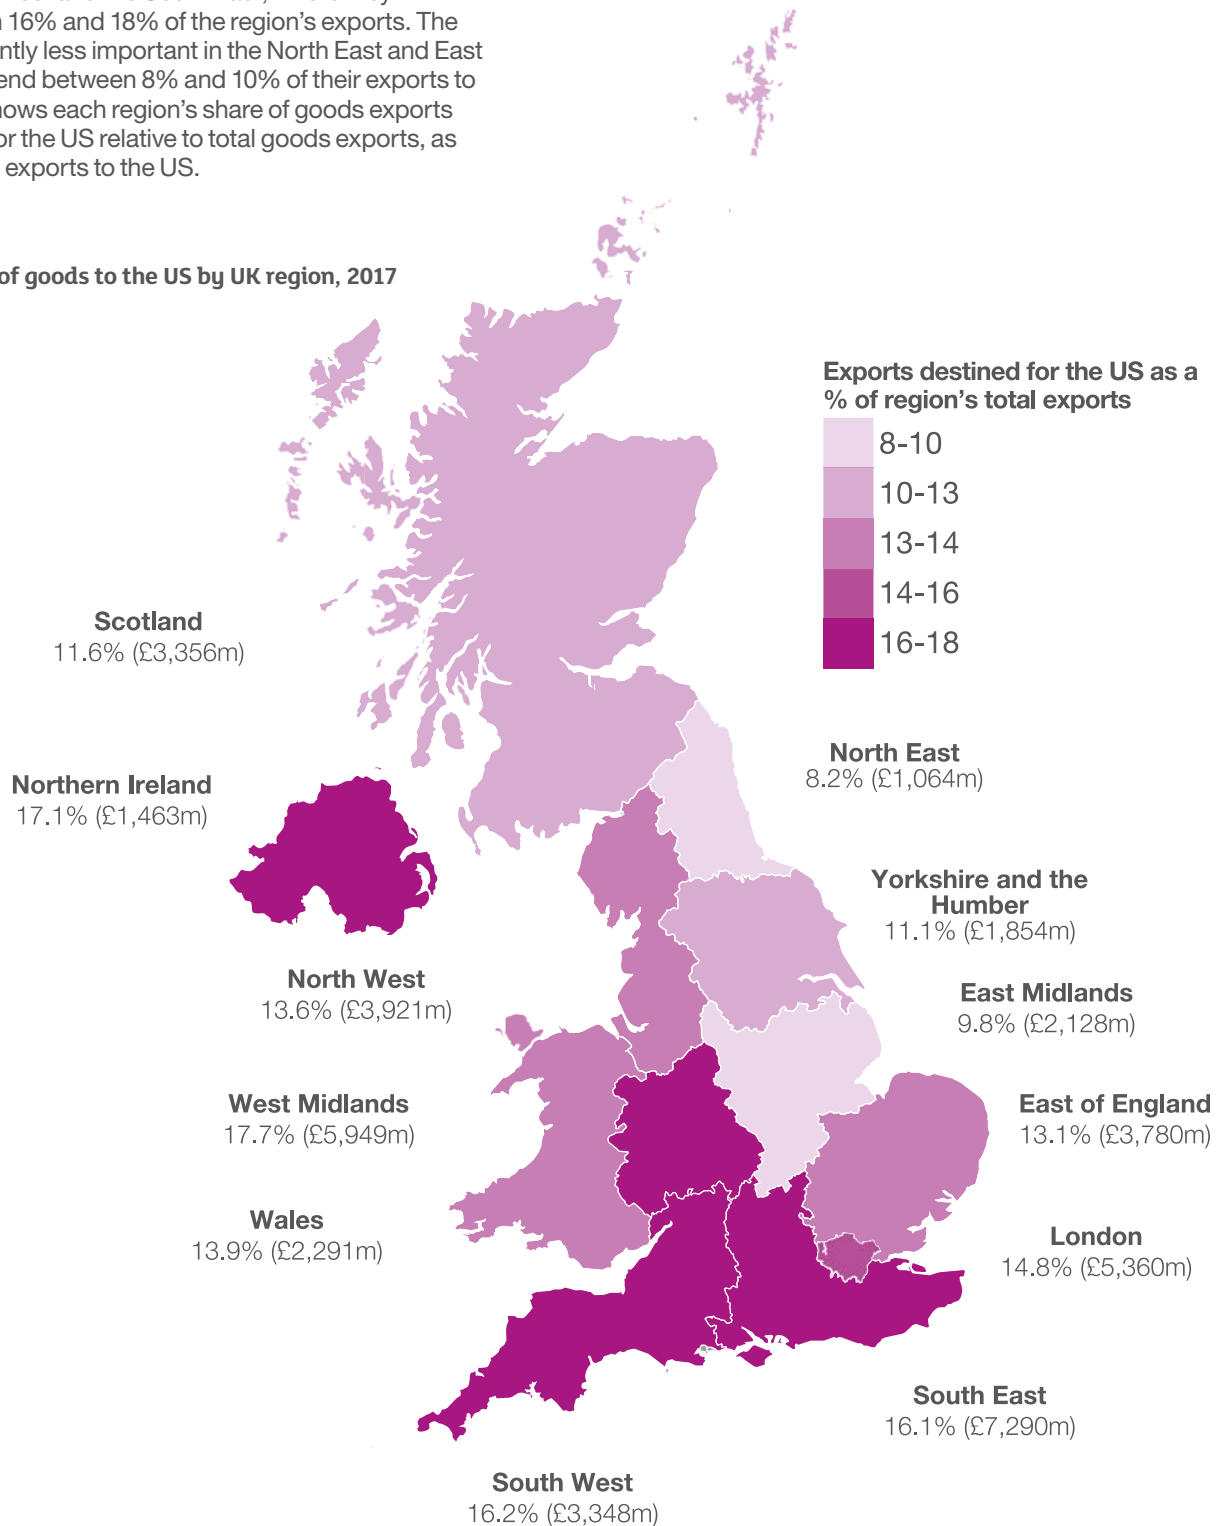 16% and 18% of the region's exports. The
less important in the North East and East
between 8% and 10% of their exports to
each region's share of goods exports
the US relative to total goods exports, as
exports to the US.
of goods to the US by UK region, 2017
Exports destined for the US as a
% of region's total exports
8-10
10-13
13-14
14-16
16-18
Scotland
11.6% (£3,356m)
North East
8.2% (£1,064m)
Northern Ireland
17.1% (£1,463m)
Yorkshire and the
Humber
11.1% (£1,854m)
North West
13.6% (£3,921m)
East Midlands
9.8% (£2,128m)
West Midlands
17.7% (£5,949m)
East of England
13.1% (£3,780m)
Wales
13.9% (£2,291m)
London
14.8% (£5,360m)
South East
16.1% (£7,290m)
South West
16.2% (£3,348m)